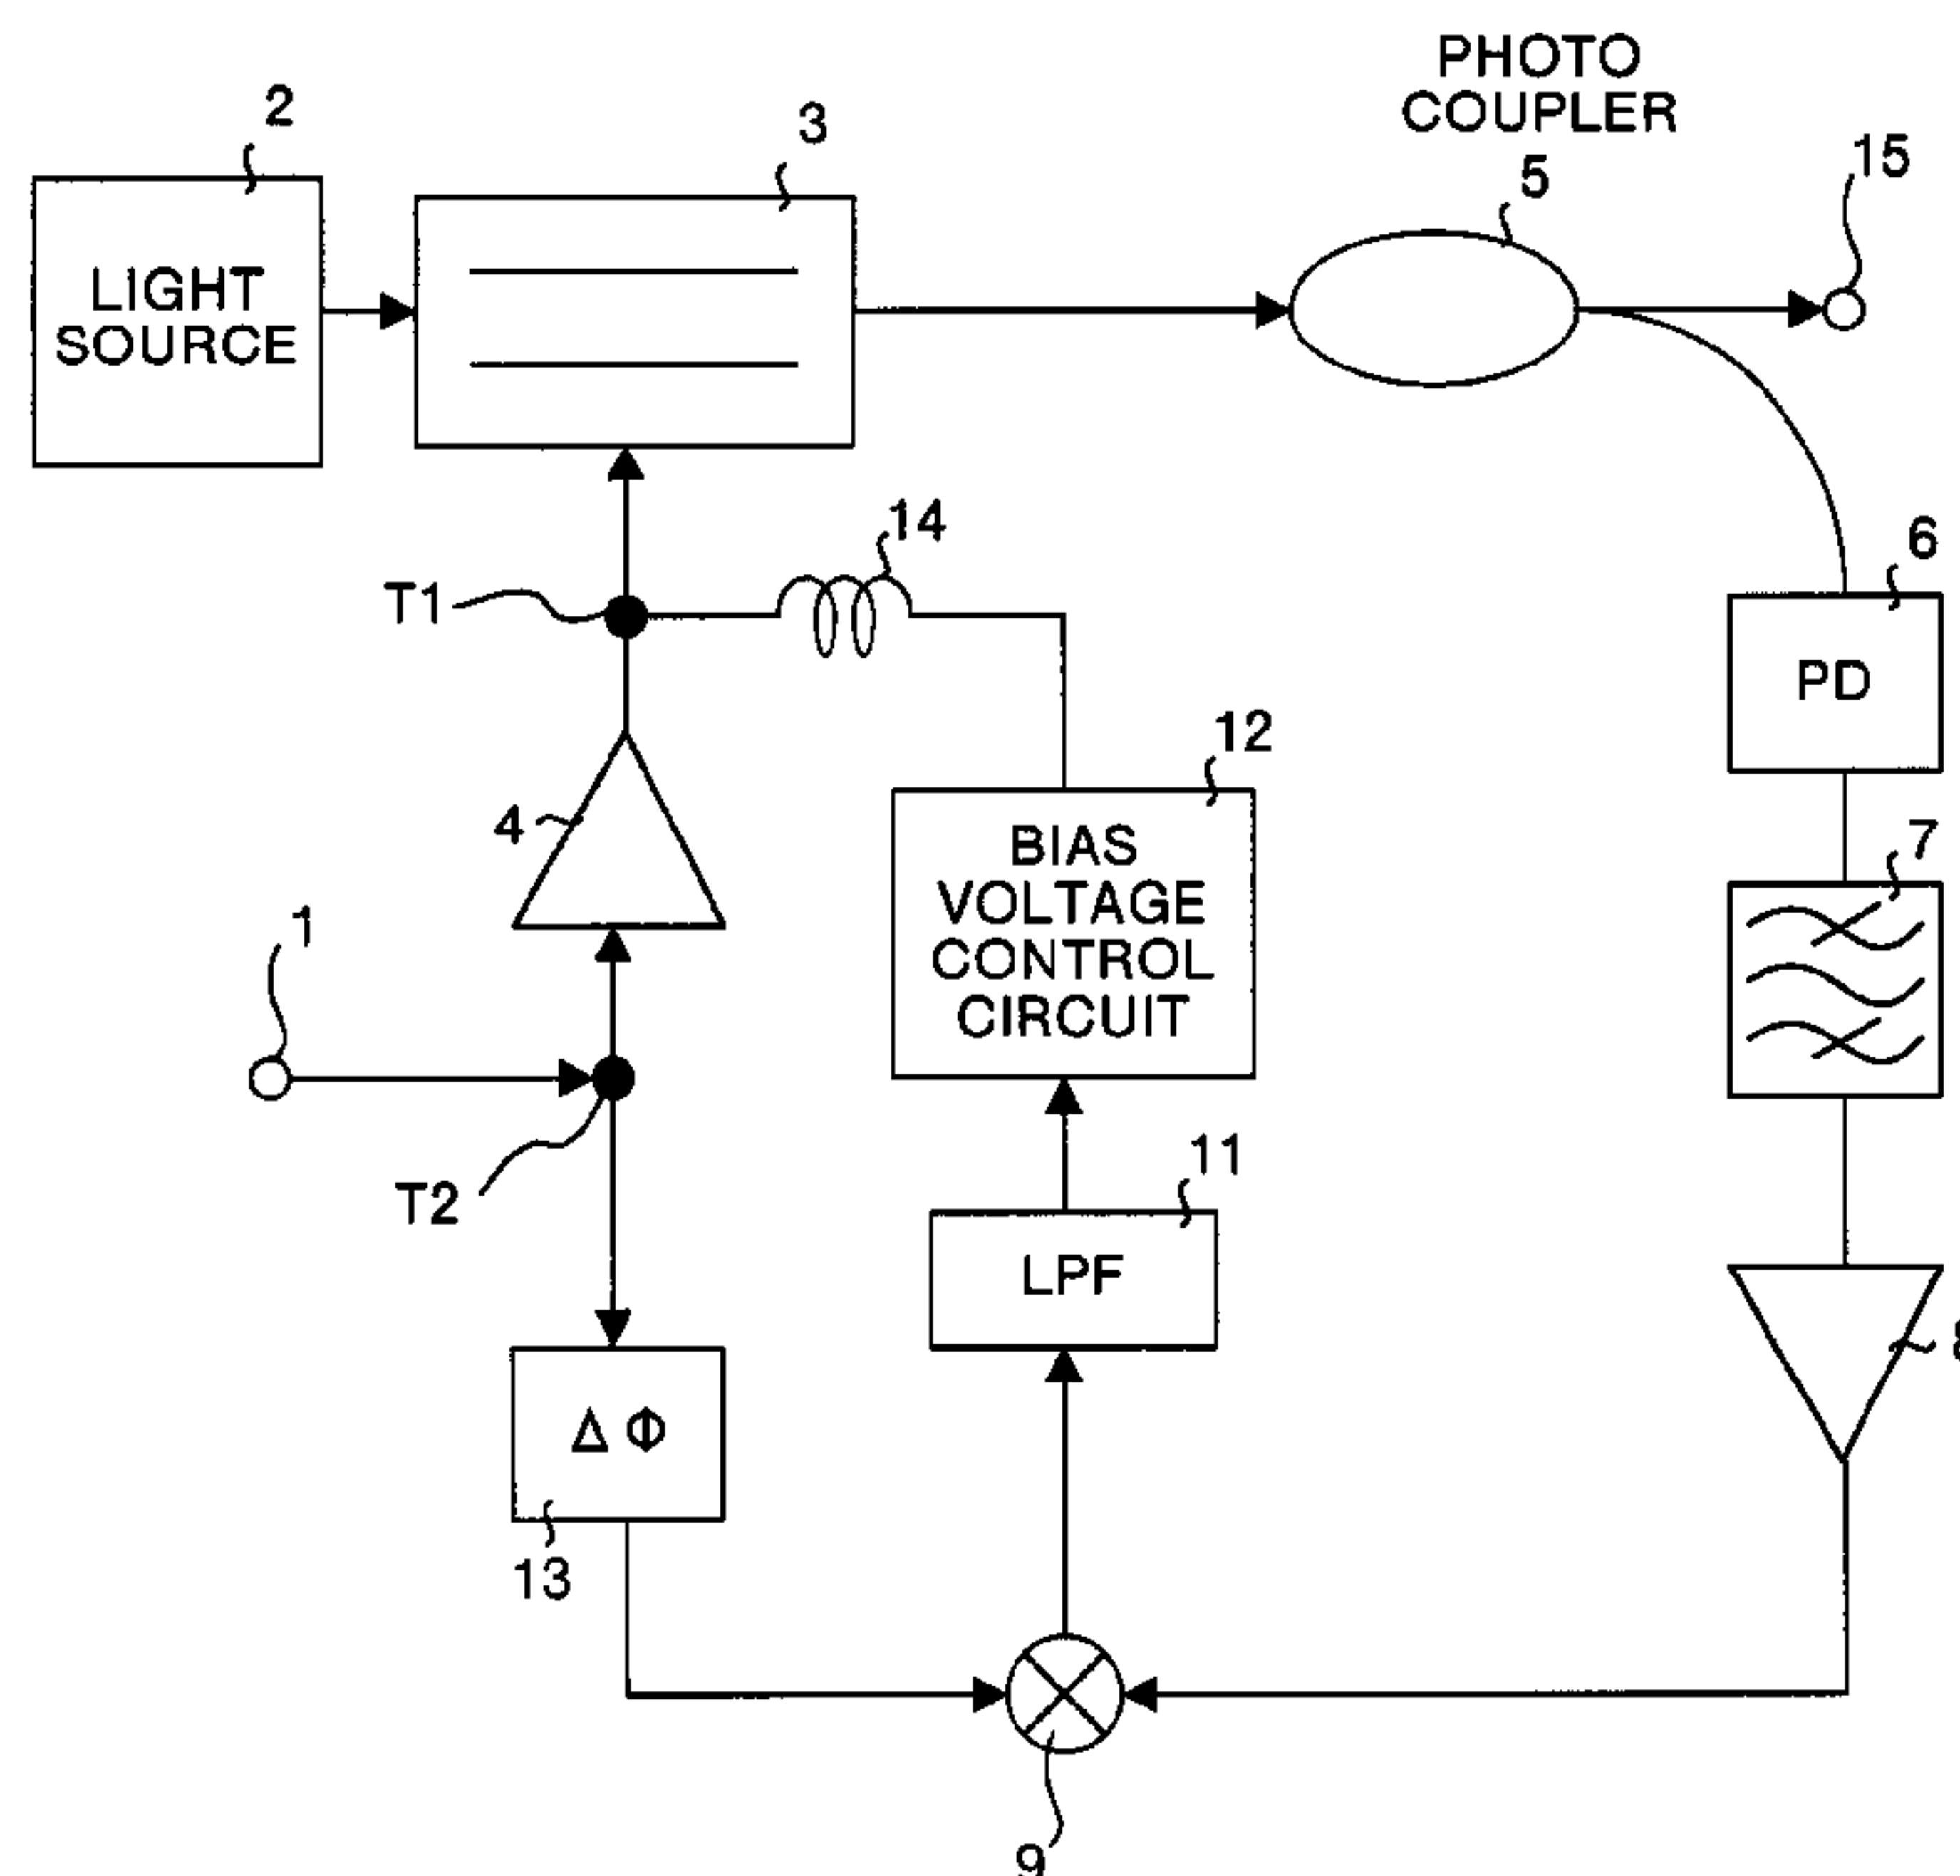 PHOTO
COUPLER
2
3
5
15
LIGHT
SOURCE
14
T1
6
PD
12
4
BIAS
VOLTAGE
CONTROL
CIRCUIT
7
1
11
T2
LPF
8
Δ Φ
13
9